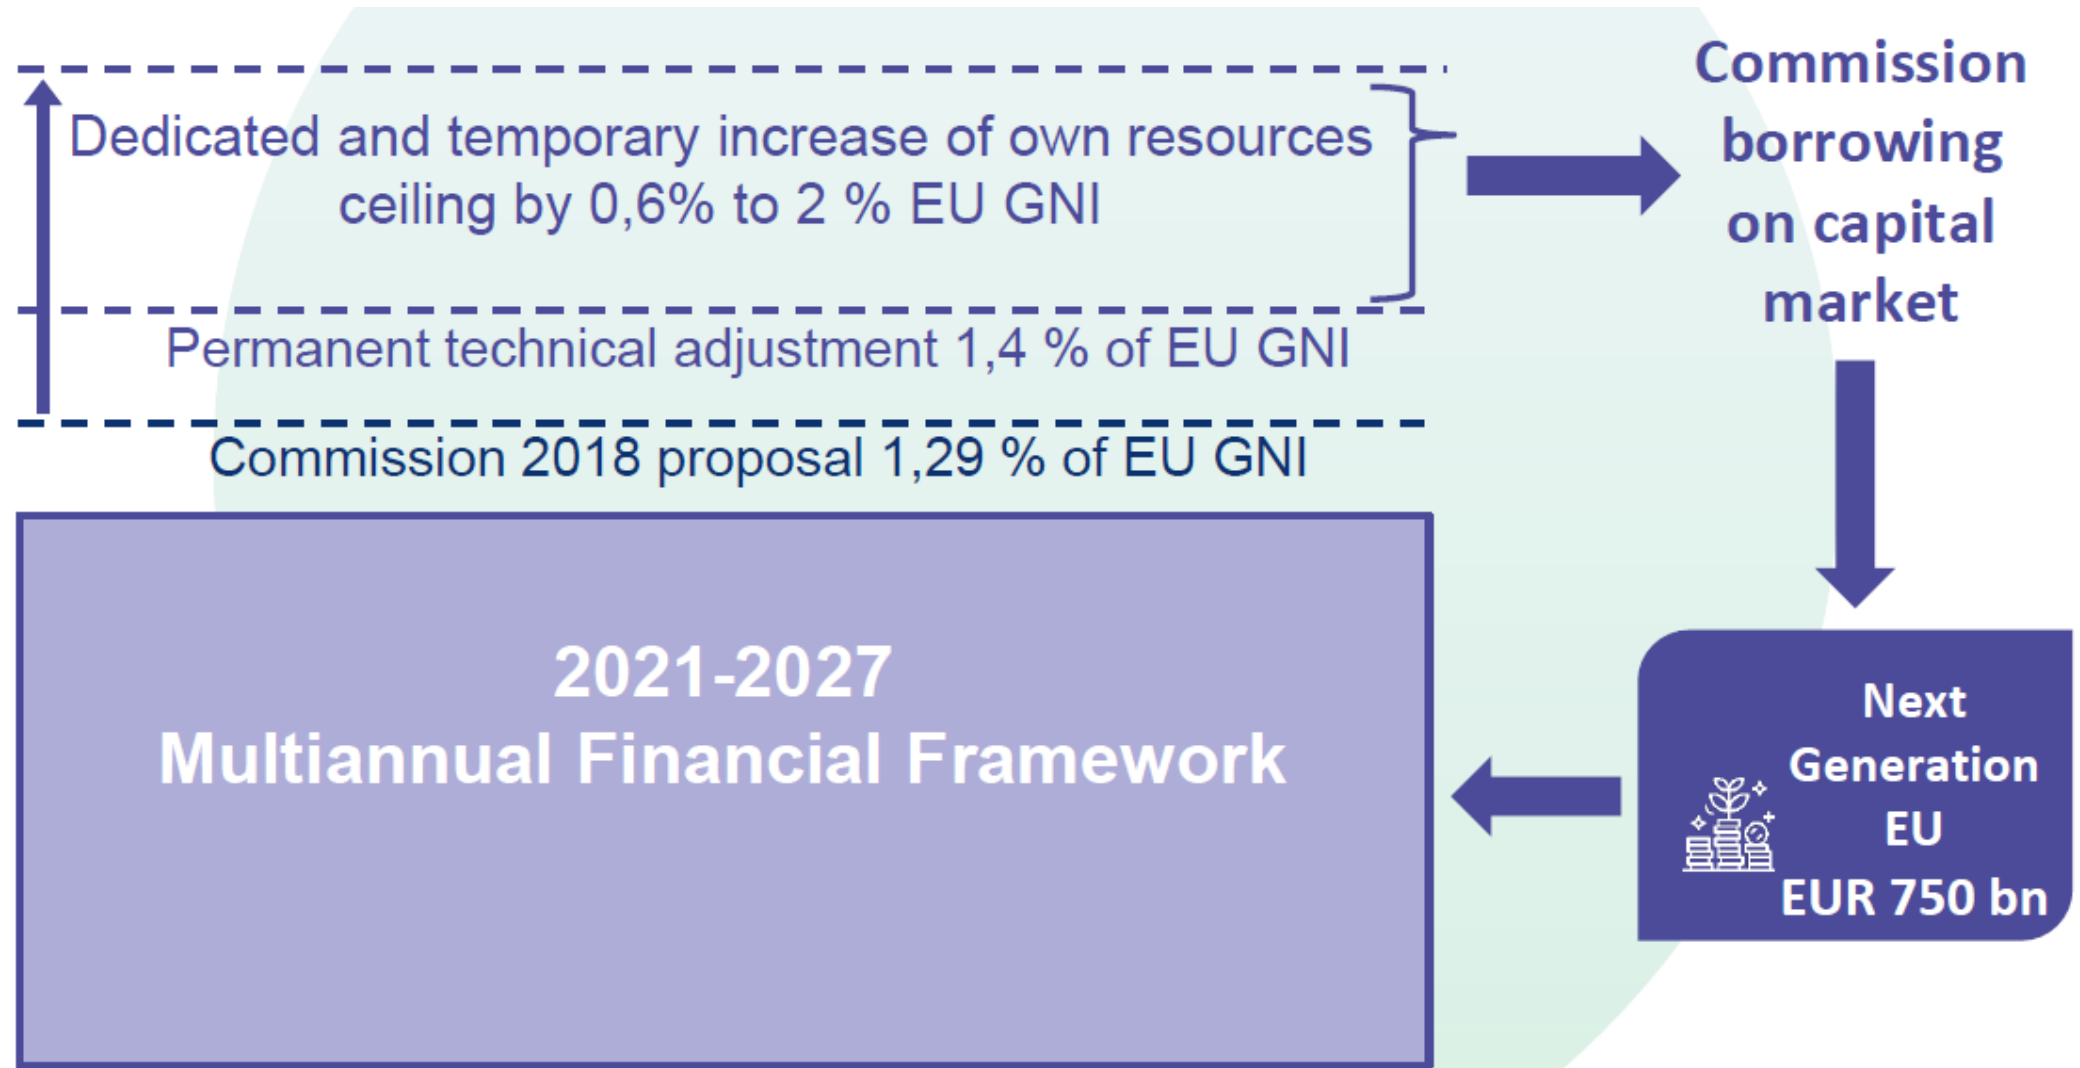 Dedicated and temporary increase of own resources
ceiling by 0,6% to 2 % EU GNI
Permanent technical adjustment 1,4 % of EU GNI
Commission 2018 proposal 1,29 % of EU GNI
Commission
borrowing
on capital
market
2021-2027
Multiannual Financial Framework
Next
Generation
EU
EUR 750 bn